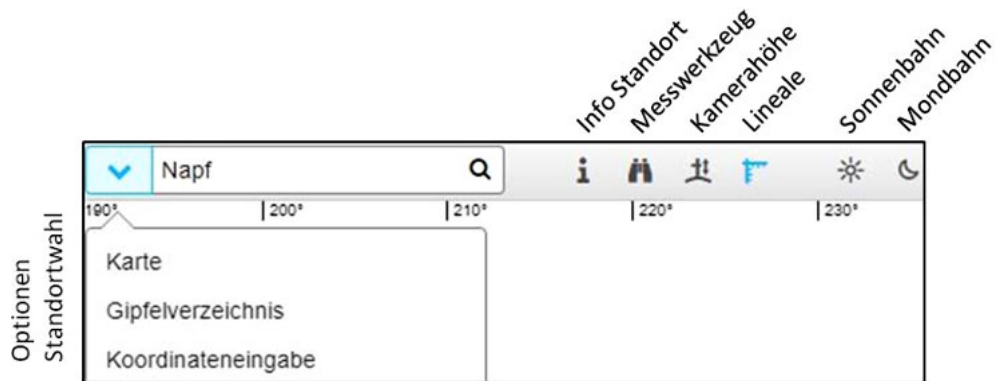 Info Standort
Messwerkzeug
Kamerahöhe
Lineale
Sonnenbahn
Mondbahn
Napf
190° 200° 210° 220° 230°
Optionen
Standortwahl
Karte
Gipfelverzeichnis
Koordinateneingabe